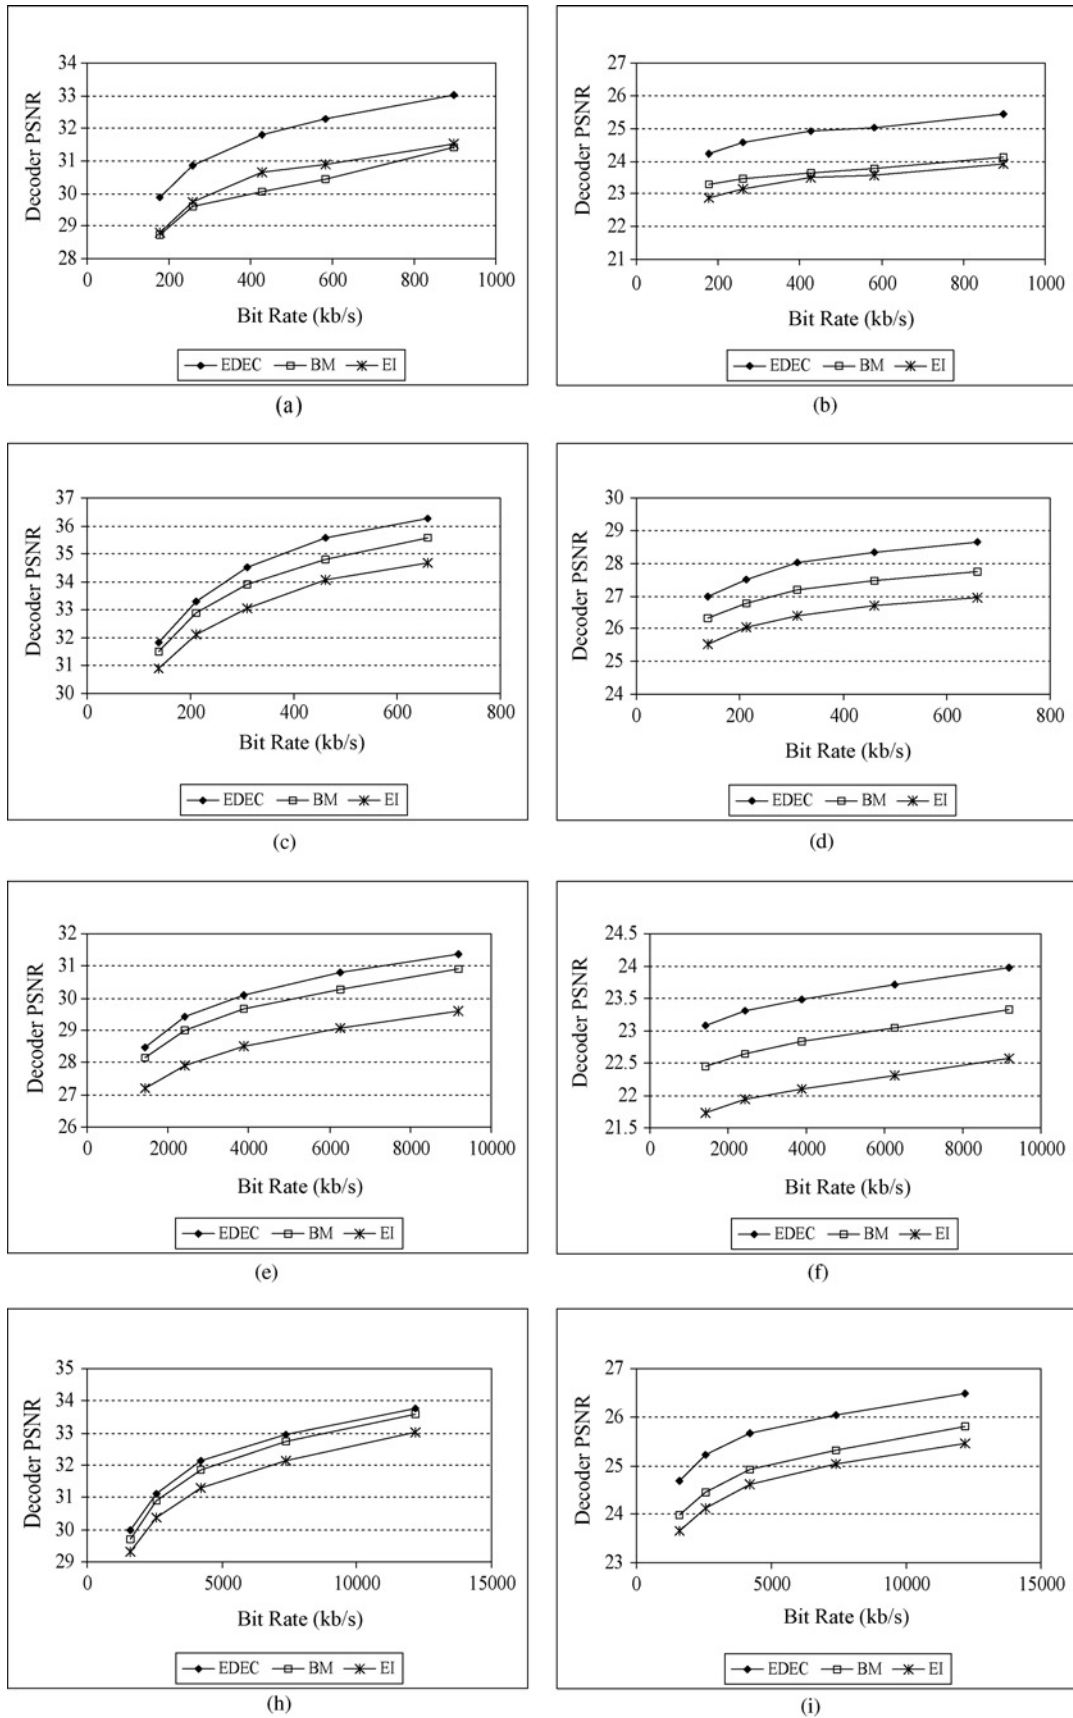 34
33
32
31
30
29
28
0 200 400 600 800 1000
Decoder PSNR
Bit Rate (kb/s)
EDEC BM EI
(a)
27
26
25
24
23
22
21
0 200 400 600 800 1000
Decoder PSNR
Bit Rate (kb/s)
EDEC BM EI
(b)
37
36
35
34
33
32
31
30
0 200 400 600 800
Decoder PSNR
Bit Rate (kb/s)
EDEC BM EI
(c)
30
29
28
27
26
25
24
0 200 400 600 800
Decoder PSNR
Bit Rate (kb/s)
EDEC BM EI
(d)
32
31
30
29
28
27
26
0 2000 4000 6000 8000 10000
Decoder PSNR
Bit Rate (kb/s)
EDEC BM EI
(e)
24.5
24
23.5
23
22.5
22
21.5
0 2000 4000 6000 8000 10000
Decoder PSNR
Bit Rate (kb/s)
EDEC BM EI
(f)
35
34
33
32
31
30
29
0 5000 10000 15000
Decoder PSNR
Bit Rate (kb/s)
EDEC BM EI
(h)
27
26
25
24
23
0 5000 10000 15000
Decoder PSNR
Bit Rate (kb/s)
EDEC BM EI
(i)